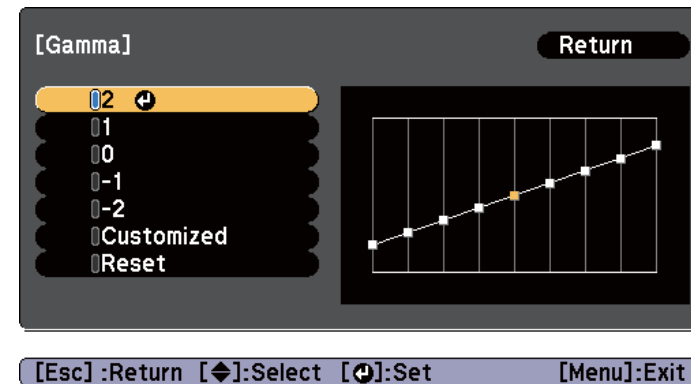 [Gamma]
Return
2
1
0
-1
-2
Customized
Reset
[Esc] :Return [◆]:Select [↵]:Set [Menu]:Exit